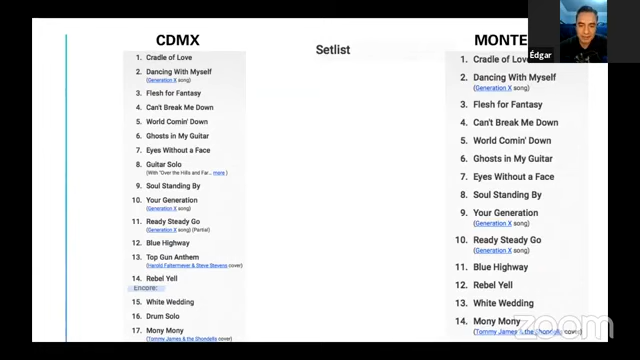 CDMX
1. Cradle of Love
2. Dancing With Myself
(Generation X song)
3. Flesh for Fantasy
4. Can't Break Me Down
5. World Comin' Down
6. Ghosts in My Guitar
7. Eyes Without a Face
8. Guitar Solo
(With "Over the Hills and Far... more )
9. Soul Standing By
10. Your Generation
(Generation X song)
11. Ready Steady Go
(Generation X song) (Partial)
12. Blue Highway
13. Top Gun Anthem
(Harold Faltermeyer & Steve Stevens cover)
14. Rebel Yell
Encore:
15. White Wedding
16. Drum Solo
17. Mony Mony
(Tommy James & the Shondells cover)
Setlist
MONTE
1. Cradle of Lov
2. Dancing With Myself
(Generation X song)
3. Flesh for Fantasy
4. Can't Break Me Down
5. World Comin' Down
6. Ghosts in My Guitar
7. Eyes Without a Face
8. Soul Standing By
9. Your Generation
(Generation X song)
10. Ready Steady Go
(Generation X song)
11. Blue Highway
12. Rebel Yell
13. White Wedding
14. Mony Mony
(Tommy James & the Shondells cover)
Édgar
zoom